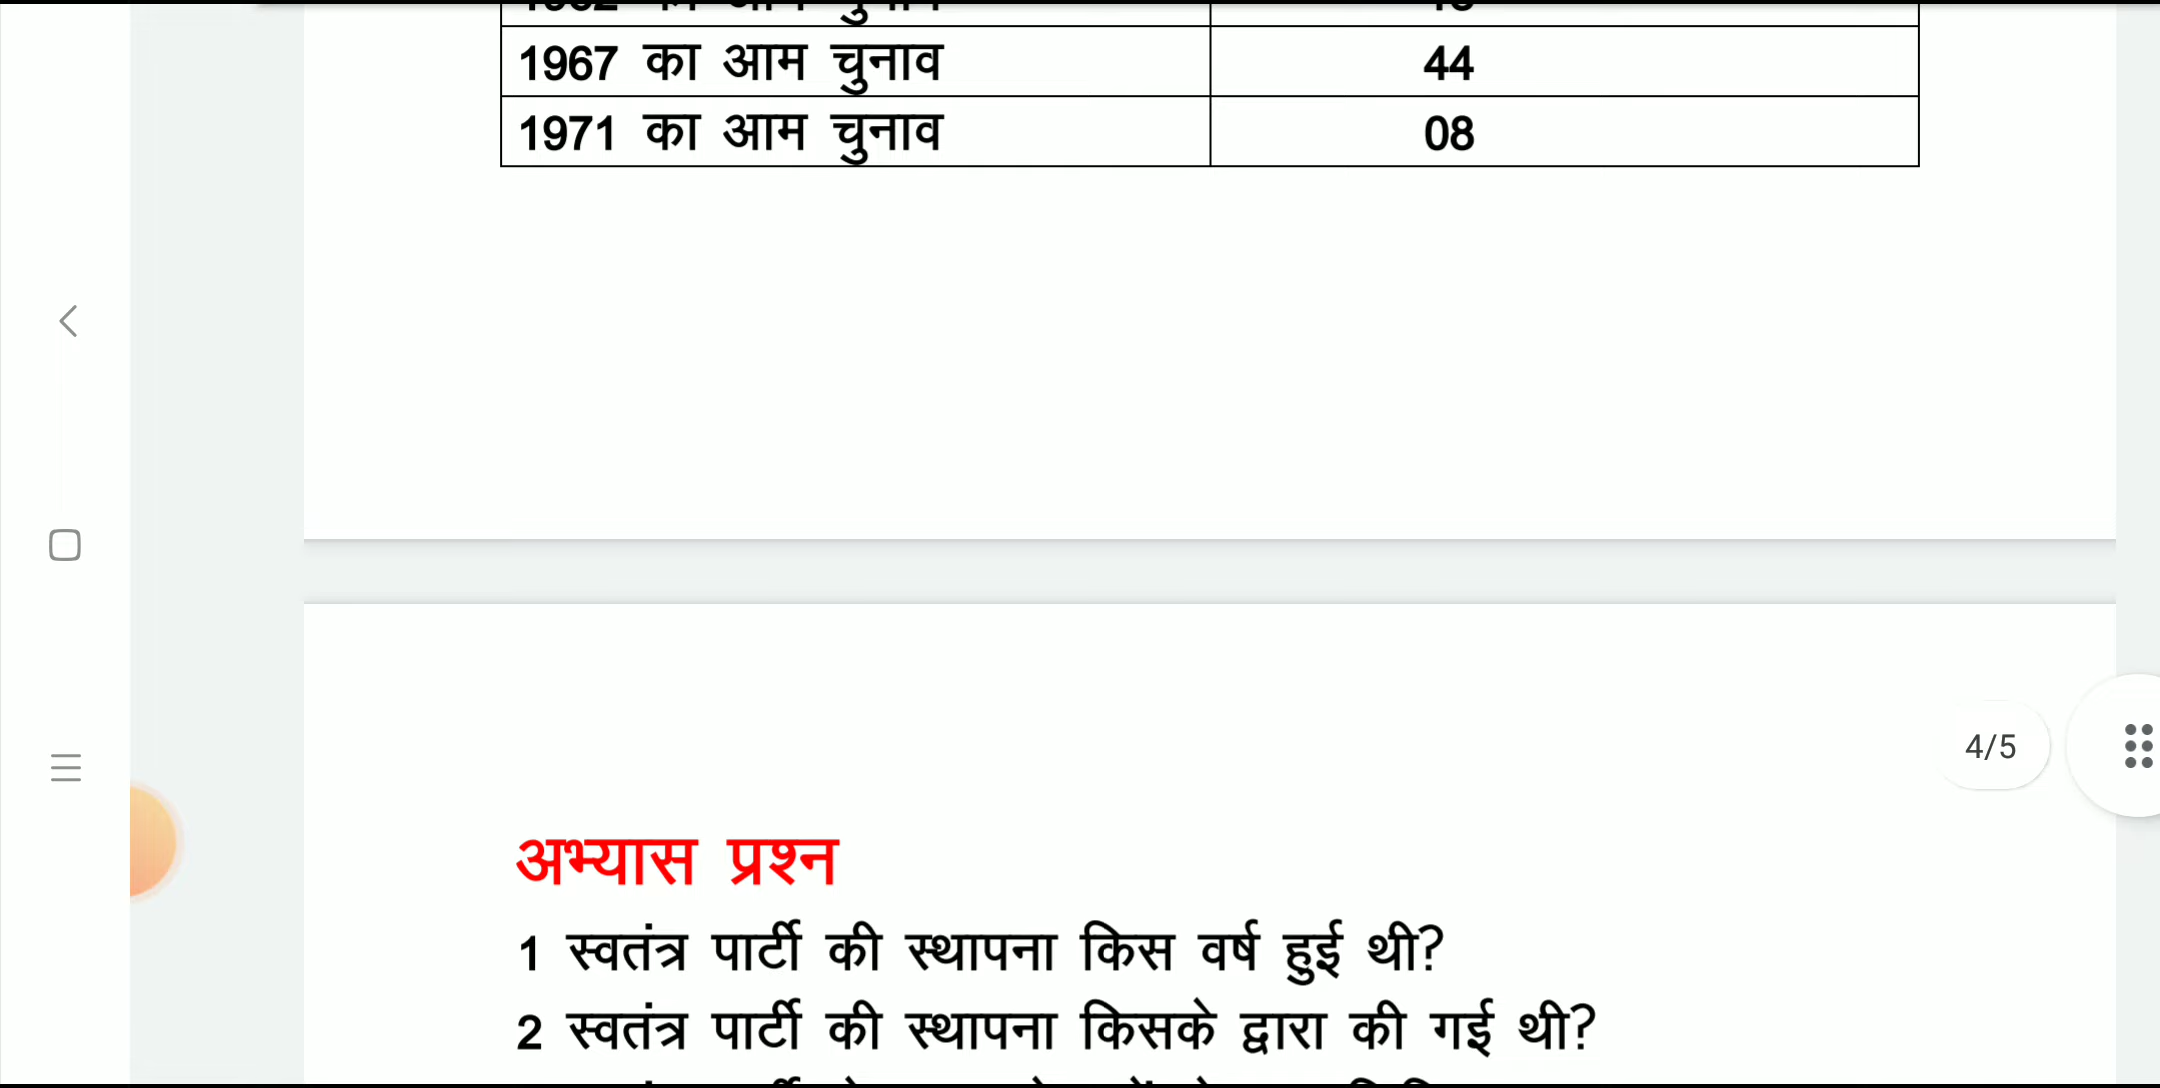 1967 का आम चुनाव 44
1971 का आम चुनाव 08
4/5
अभ्यास प्रश्न
1 स्वतंत्र पार्टी की स्थापना किस वर्ष हुई थी?
2 स्वतंत्र पार्टी की स्थापना किसके द्वारा की गई थी?